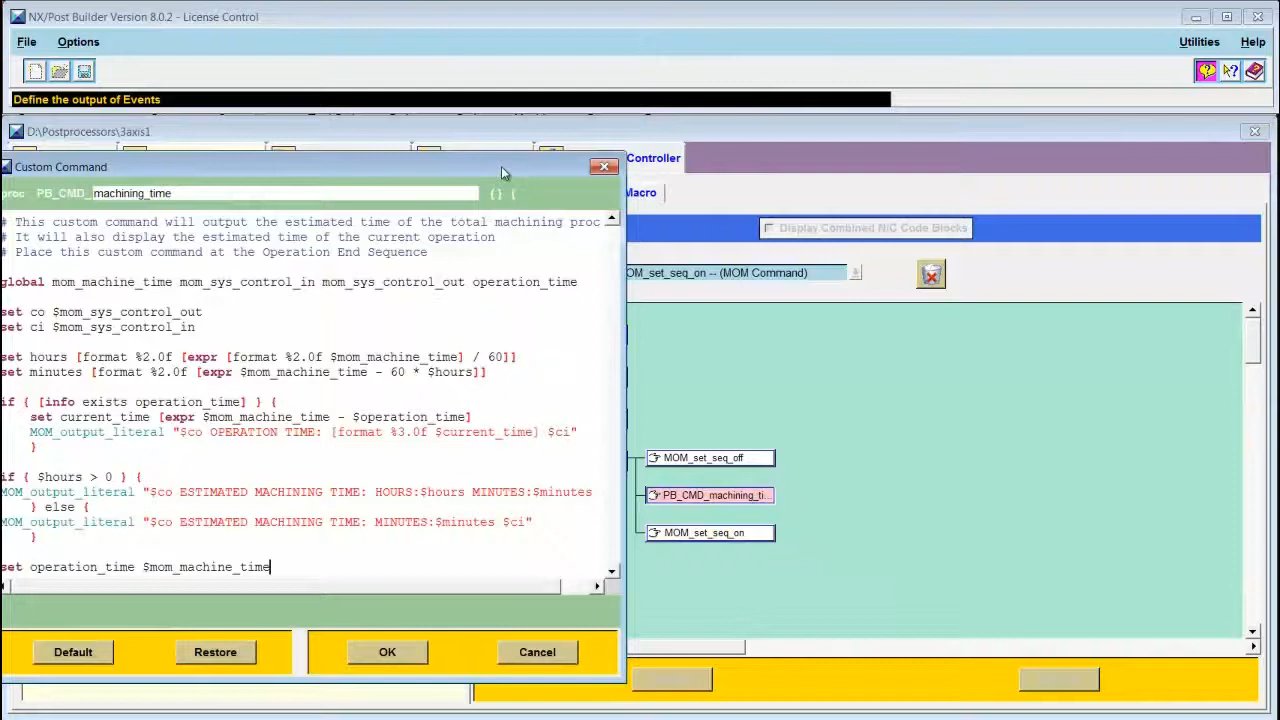 NX/Post Builder Version 8.0.2 - License Control
File Options Utilities Help
Define the output of Events
D:\Postprocessors\3axis1
Controller
Custom Command
proc PB_CMD_ machining_time {} {
Macro
# This custom command will output the estimated time of the total machining proc
# It will also display the estimated time of the current operation
# Place this custom command at the Operation End Sequence
Display Combined N/C Code Blocks
global mom_machine_time mom_sys_control_in mom_sys_control_out operation_time
OM_set_seq_on -- (MOM Command)
set co $mom_sys_control_out
set ci $mom_sys_control_in
set hours [format %2.0f [expr [format %2.0f $mom_machine_time] / 60]]
set minutes [format %2.0f [expr $mom_machine_time - 60 * $hours]]
if { [info exists operation_time] } {
set current_time [expr $mom_machine_time - $operation_time]
MOM_output_literal "$co OPERATION TIME: [format %3.0f $current_time] $ci"
}
if { $hours > 0 } {
MOM_output_literal "$co ESTIMATED MACHINING TIME: HOURS:$hours MINUTES:$minutes
} else {
MOM_output_literal "$co ESTIMATED MACHINING TIME: MINUTES:$minutes $ci"
}
set operation_time $mom_machine_time
MOM_set_seq_off
PB_CMD_machining_ti...
MOM_set_seq_on
Default Restore OK Cancel